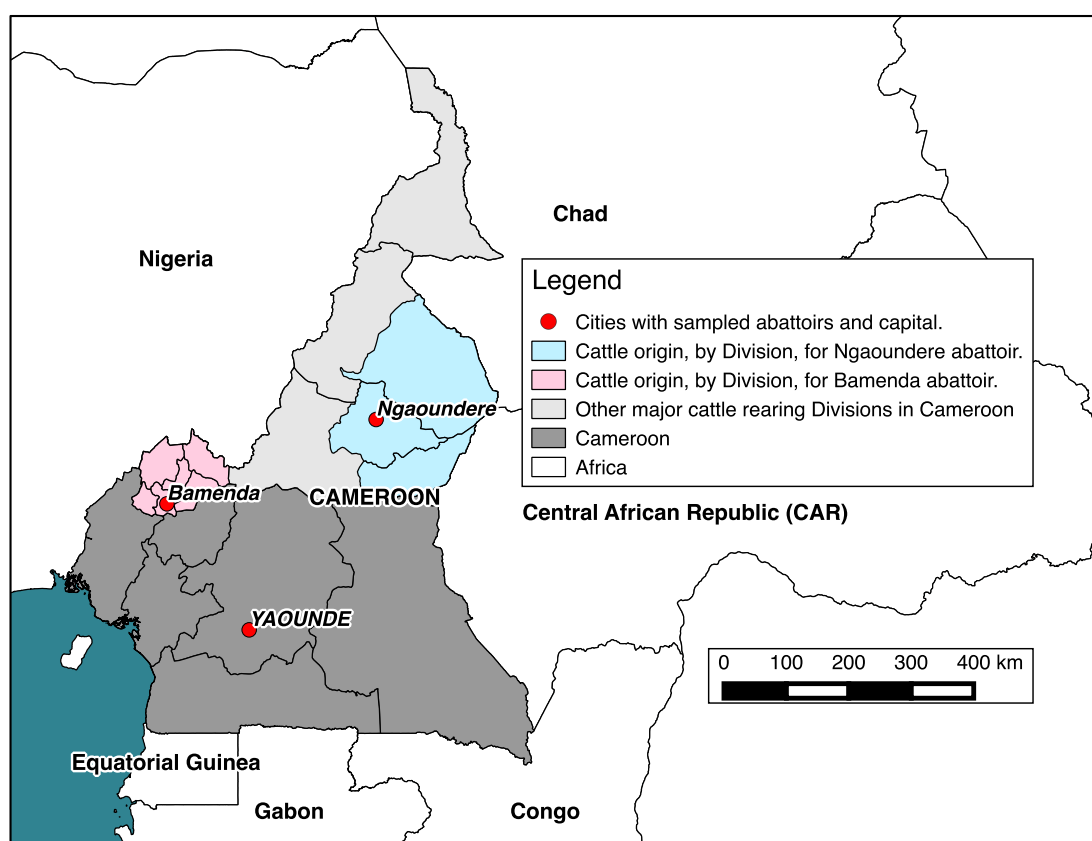 Chad
Nigeria
Legend
Cities with sampled abattoirs and capital.
Cattle origin, by Division, for Ngaoundere abattoir.
Cattle origin, by Division, for Bamenda abattoir.
Other major cattle rearing Divisions in Cameroon
Cameroon
Africa
Ngaoundere
Bamenda
CAMEROON
Central African Republic (CAR)
YAOUNDE
0 100 200 300 400 km
Equatorial Guinea
Gabon
Congo